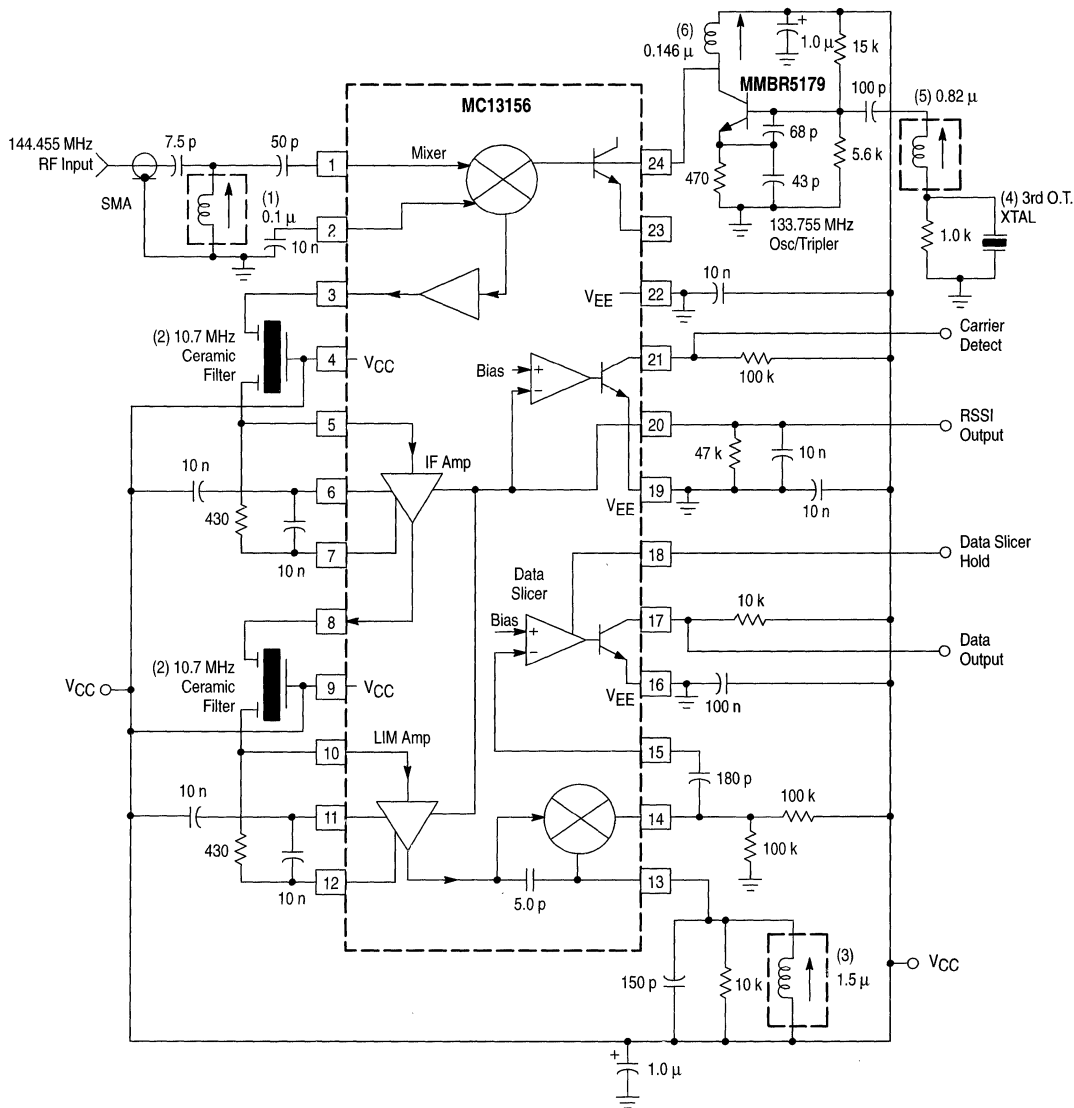 (6)
0.146 μ
+
1.0 μ
15 k
MMBR5179
100 p
(5) 0.82 μ
68 p
5.6 k
470
43 p
133.755 MHz
Osc/Tripler
(4) 3rd O.T.
XTAL
1.0 k
MC13156
144.455 MHz
RF Input
7.5 p
50 p
1
Mixer
24
SMA
(1)
0.1 μ
2
10 n
23
3
VEE
22
10 n
(2) 10.7 MHz
Ceramic
Filter
4
VCC
Bias
+
−
21
100 k
Carrier
Detect
5
20
RSSI
Output
47 k
10 n
10 n
6
IF Amp
19
VEE
10 n
430
10 n
7
18
Data Slicer
Hold
Data
Slicer
8
Bias
+
−
17
10 k
Data
Output
(2) 10.7 MHz
Ceramic
Filter
VCC
9
VCC
16
VEE
100 n
10
LIM Amp
15
180 p
10 n
11
14
100 k
100 k
430
10 n
12
5.0 p
13
150 p
10 k
(3)
1.5 μ
VCC
+
1.0 μ